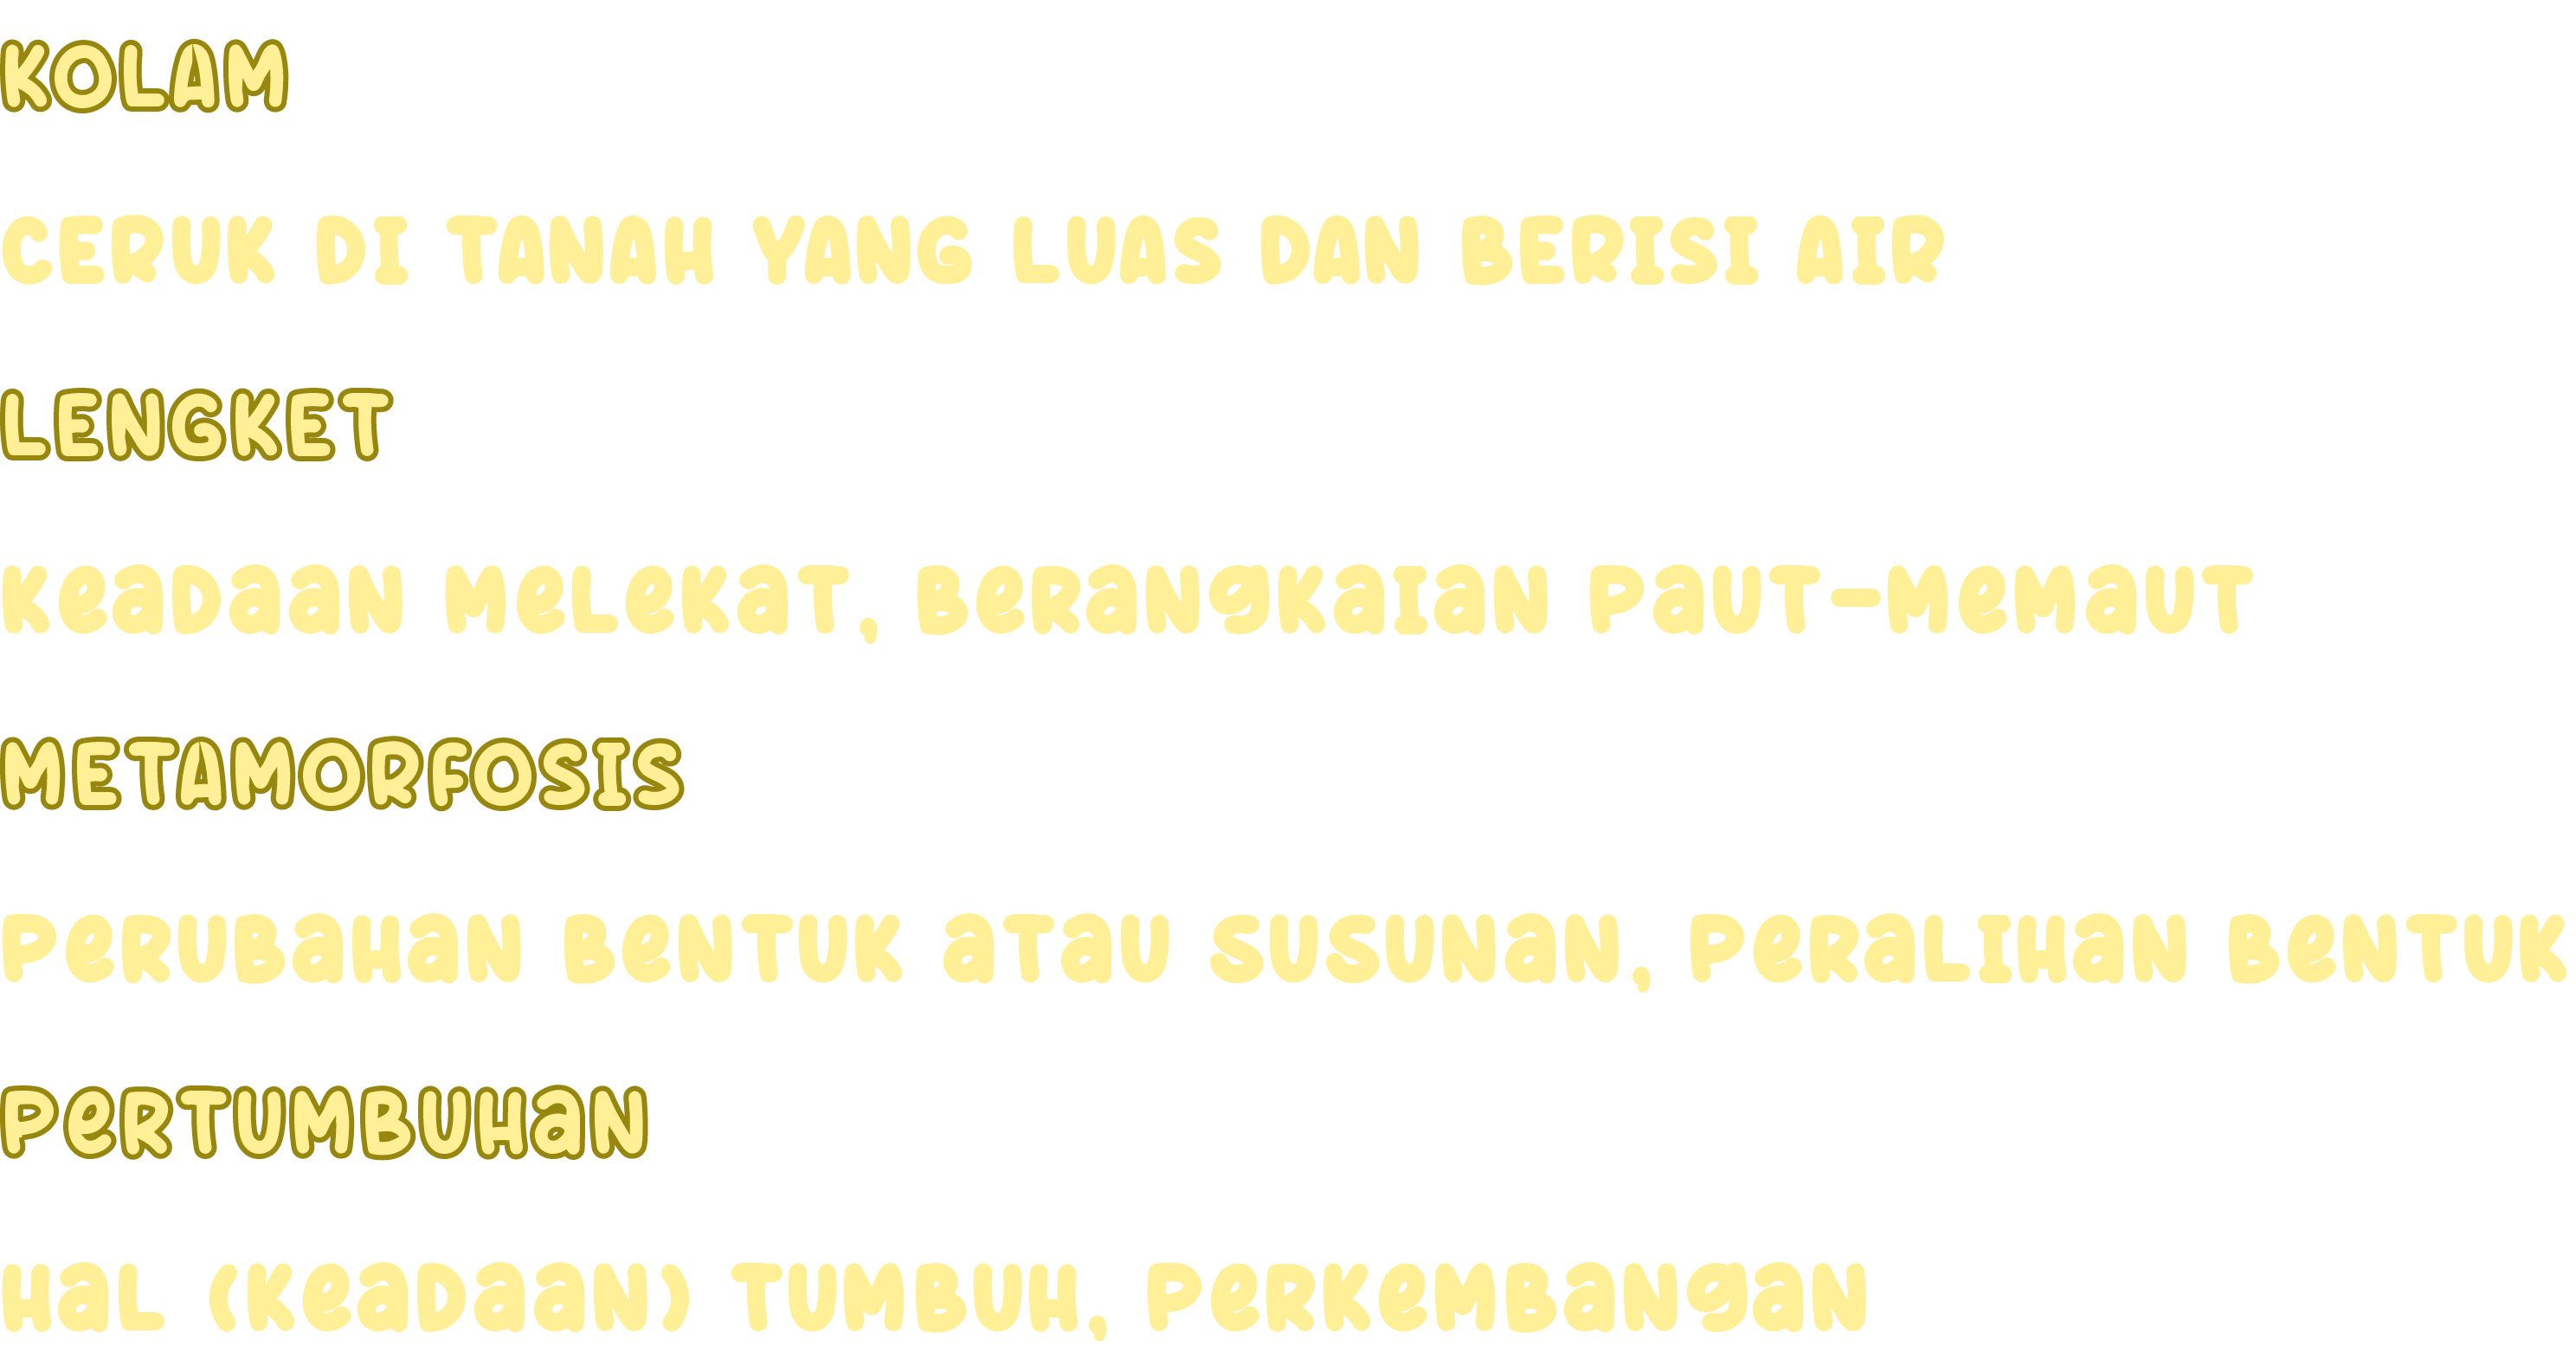 KOLAM
CERUK DI TANAH YANG LUAS DAN BERISI AIR
LENGKET
Keadaan melekat, berangkaian paut-memaut
METAMORFOSIS
Perubahan bentuk atau susunan, peralihan bentuk
Pertumbuhan
Hal (keadaan) tumbuh, perkembangan